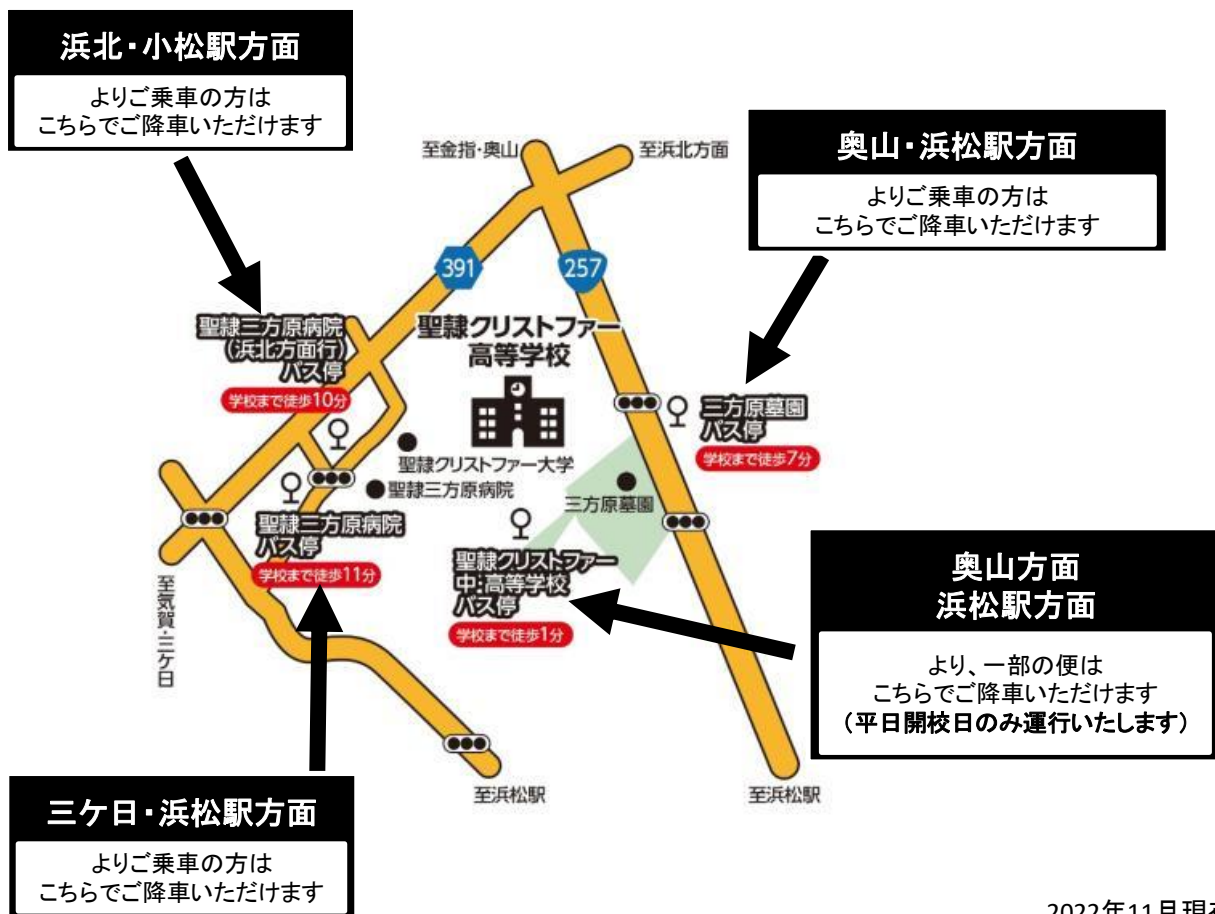 浜北・小松駅方面
よりご乗車の方は
こちらでご降車いただけます
奥山・浜松駅方面
よりご乗車の方は
こちらでご降車いただけます
至金指・奥山
至浜北方面
391
257
聖隷三方原病院
(浜北方面行)
バス停
学校まで徒歩10分
聖隷クリストファー
高等学校
三方原墓園
バス停
学校まで徒歩7分
聖隷クリストファー大学
聖隷三方原病院
三方原墓園
聖隷三方原病院
バス停
学校まで徒歩11分
聖隷クリストファー
中・高等学校
バス停
学校まで徒歩1分
至気賀・三ケ日
奥山方面
浜松駅方面
より、一部の便は
こちらでご降車いただけます
（平日開校日のみ運行いたします）
至浜松駅
至浜松駅
三ケ日・浜松駅方面
よりご乗車の方は
こちらでご降車いただけます
2022年11月現在